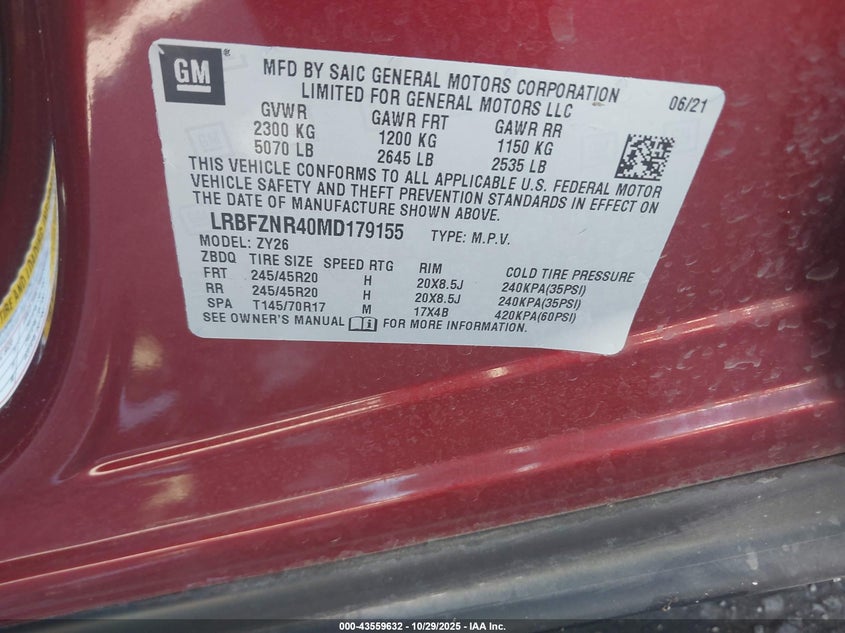 GM
MFD BY SAIC GENERAL MOTORS CORPORATION
LIMITED FOR GENERAL MOTORS LLC
06/21
GVWR GAWR FRT GAWR RR
2300 KG 1200 KG 1150 KG
5070 LB 2645 LB 2535 LB
THIS VEHICLE CONFORMS TO ALL APPLICABLE U.S. FEDERAL MOTOR
VEHICLE SAFETY AND THEFT PREVENTION STANDARDS IN EFFECT ON
THE DATE OF MANUFACTURE SHOWN ABOVE.
LRBFZNR40MD179155 TYPE: M.P.V.
MODEL: ZY26
ZBDQ TIRE SIZE SPEED RTG RIM COLD TIRE PRESSURE
FRT 245/45R20 H 20X8.5J 240KPA(35PSI)
RR 245/45R20 H 20X8.5J 240KPA(35PSI)
SPA T145/70R17 M 17X4B 420KPA(60PSI)
SEE OWNER'S MANUAL FOR MORE INFORMATION.
000-43559632 - 10/29/2025 - IAA Inc.